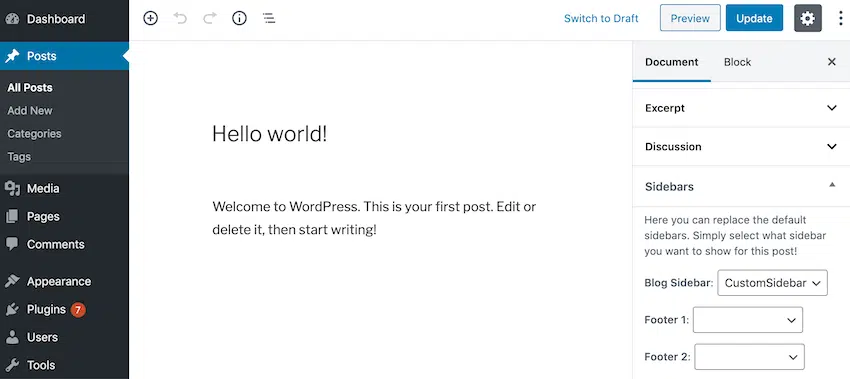 Dashboard
Switch to Draft
Preview
Update
Posts
All Posts
Add New
Categories
Tags
Media
Pages
Comments
Appearance
Plugins 7
Users
Tools
Hello world!
Welcome to WordPress. This is your first post. Edit or
delete it, then start writing!
Document
Block
Excerpt
Discussion
Sidebars
Here you can replace the default
sidebars. Simply select what sidebar
you want to show for this post!
Blog Sidebar: CustomSidebar
Footer 1:
Footer 2: